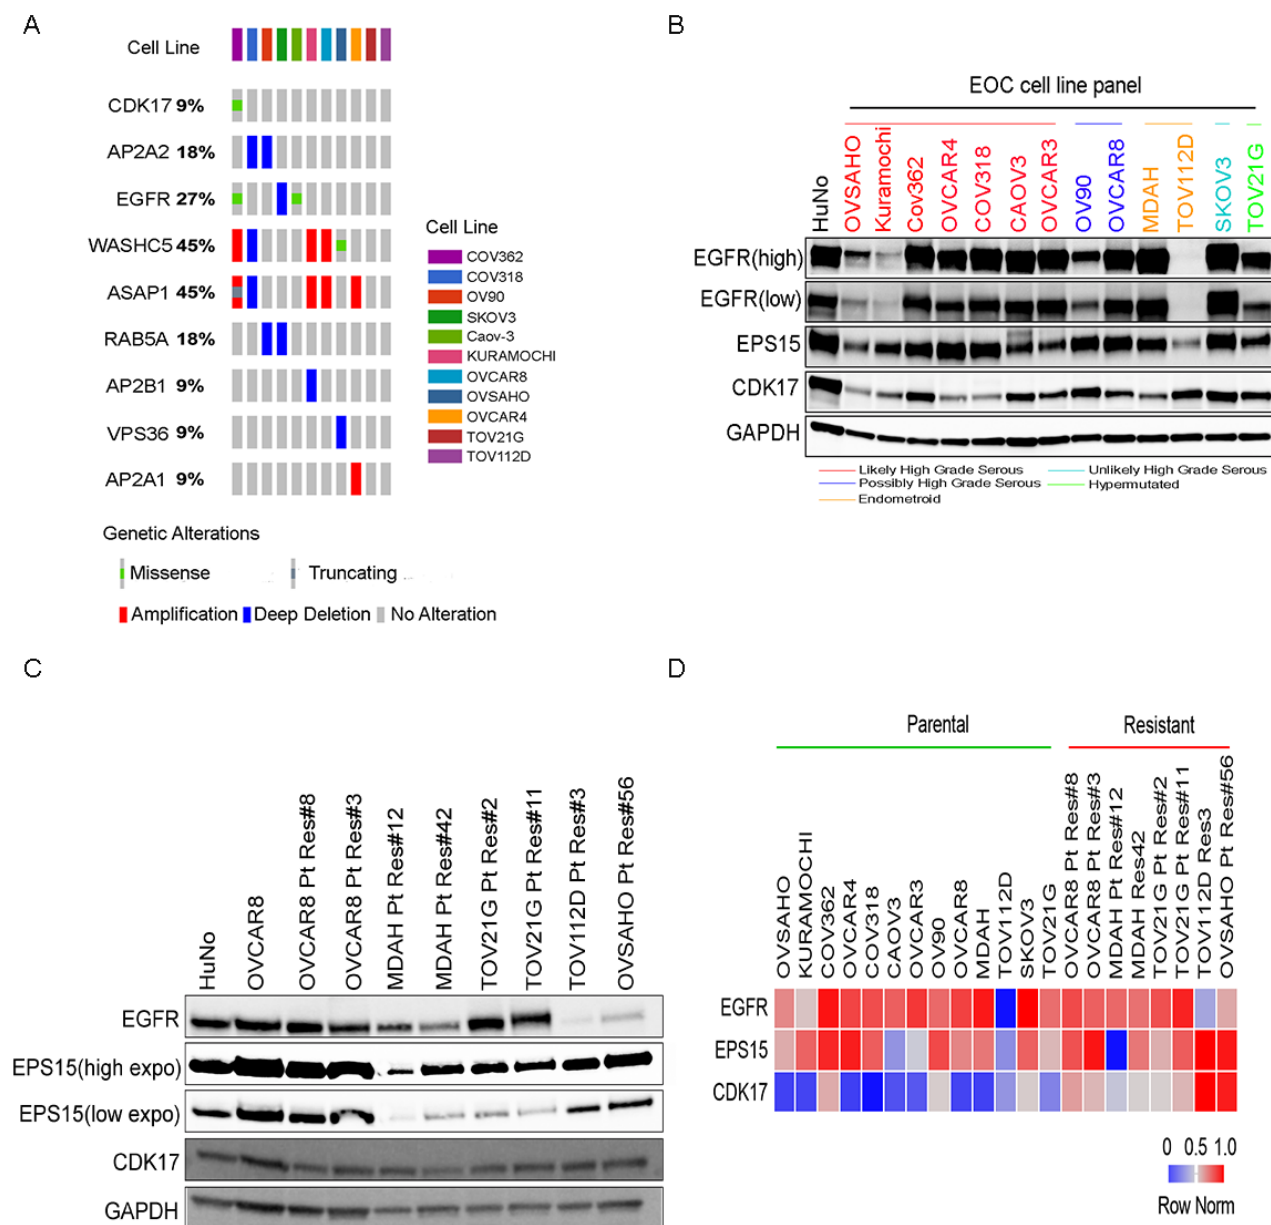 A
Cell Line
CDK17 9%
AP2A2 18%
EGFR 27%
WASHC5 45%
ASAP1 45%
RAB5A 18%
AP2B1 9%
VPS36 9%
AP2A1 9%
Cell Line
COV362
COV318
OV90
SKOV3
Caov-3
KURAMOCHI
OVCAR8
OVSAHO
OVCAR4
TOV21G
TOV112D
Genetic Alterations
Missense
Truncating
Amplification
Deep Deletion
No Alteration
B
EOC cell line panel
HuNo
OVSAHO
Kuramochi
Cov362
OVCAR4
COV318
CAOV3
OVCAR3
OV90
OVCAR8
MDAH
TOV112D
SKOV3
TOV21G
EGFR(high)
EGFR(low)
EPS15
CDK17
GAPDH
Likely High Grade Serous
Unlikely High Grade Serous
Possibly High Grade Serous
Hypermutated
Endometroid
C
HuNo
OVCAR8
OVCAR8 Pt Res#8
OVCAR8 Pt Res#3
MDAH Pt Res#12
MDAH Pt Res#42
TOV21G Pt Res#2
TOV21G Pt Res#11
TOV112D Pt Res#3
OVSAHO Pt Res#56
EGFR
EPS15(high expo)
EPS15(low expo)
CDK17
GAPDH
D
Parental
Resistant
OVSAHO
KURAMOCHI
COV362
OVCAR4
COV318
CAOV3
OVCAR3
OV90
OVCAR8
MDAH
TOV112D
SKOV3
TOV21G
OVCAR8 Pt Res#8
OVCAR8 Pt Res#3
MDAH Pt Res#12
MDAH Res42
TOV21G Pt Res#2
TOV21G Pt Res#11
TOV112D Res3
OVSAHO Pt Res#56
EGFR
EPS15
CDK17
0 0.5 1.0
Row Norm